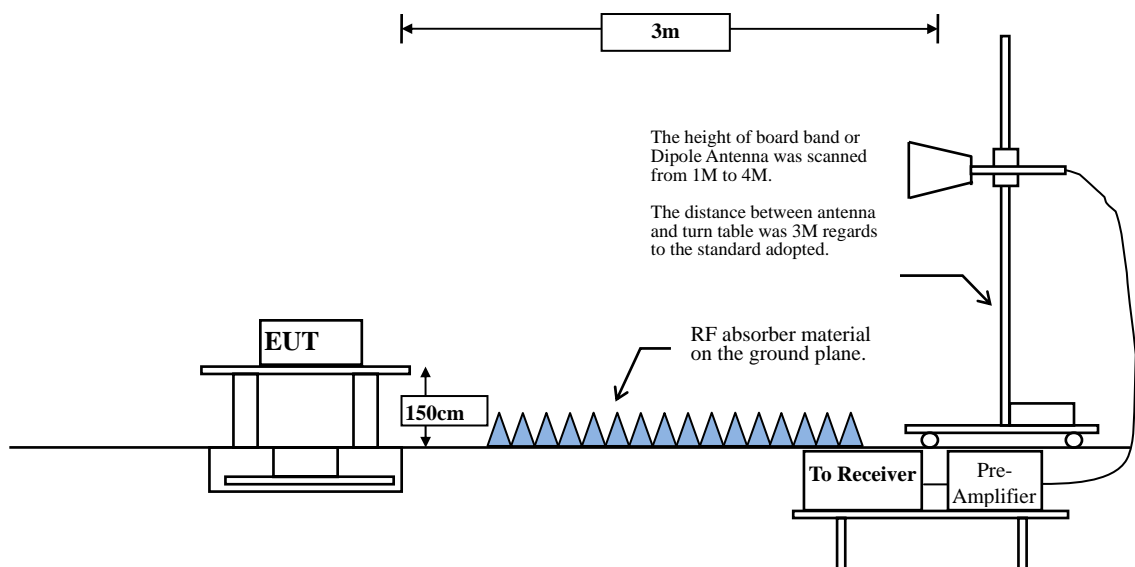 3m
The height of board band or
Dipole Antenna was scanned
from 1M to 4M.
The distance between antenna
and turn table was 3M regards
to the standard adopted.
EUT
RF absorber material
on the ground plane.
150cm
To Receiver
Pre-
Amplifier